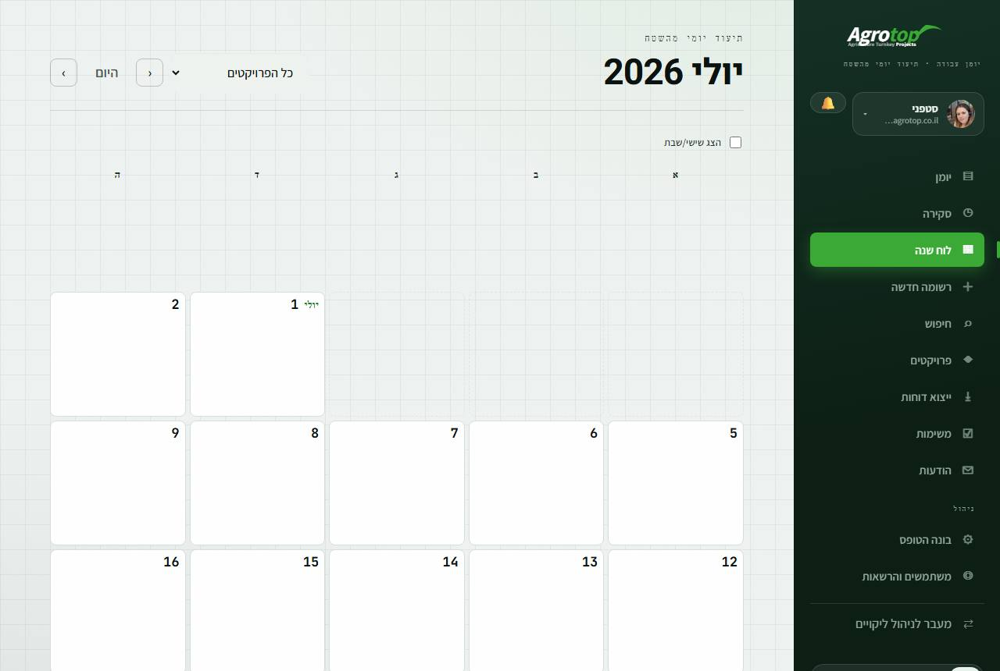 Agrotop
Agriculture Turnkey Projects
יומן עבודה · תיעוד יומי מהשטח
סטפני
agrotop.co.il...
יומן
סקירה
לוח שנה
רשומה חדשה
חיפוש
פרויקטים
ייצוא דוחות
משימות
הודעות
ניהול
בונה הטופס
משתמשים והרשאות
מעבר לניהול ליקויים
תיעוד יומי מהשטח
יולי 2026
כל הפרויקטים
היום
הצג שישי/שבת
א ב ג ד ה
יולי 1 2
5 6 7 8 9
12 13 14 15 16